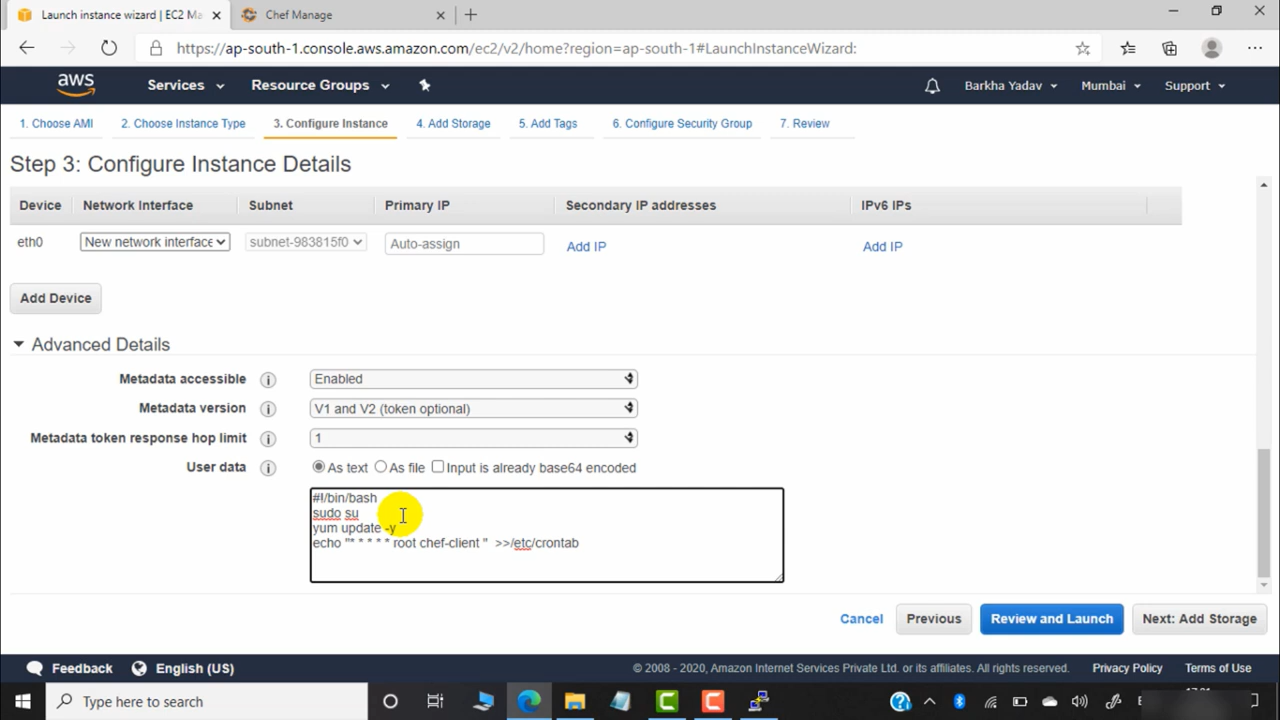 Launch instance wizard | EC2 Ma
Chef Manage
https://ap-south-1.console.aws.amazon.com/ec2/v2/home?region=ap-south-1#LaunchInstanceWizard:
aws
Services
Resource Groups
Barkha Yadav
Mumbai
Support
1. Choose AMI
2. Choose Instance Type
3. Configure Instance
4. Add Storage
5. Add Tags
6. Configure Security Group
7. Review
Step 3: Configure Instance Details
Device Network Interface Subnet Primary IP Secondary IP addresses IPv6 IPs
eth0 New network interface subnet-983815f0 Auto-assign Add IP Add IP
Add Device
Advanced Details
Metadata accessible i Enabled
Metadata version i V1 and V2 (token optional)
Metadata token response hop limit i 1
User data i As text As file Input is already base64 encoded
#!/bin/bash
sudo su
yum update -y
echo "* * * * * root chef-client " >>/etc/crontab
Cancel Previous Review and Launch Next: Add Storage
Feedback English (US) © 2008 - 2020, Amazon Internet Services Private Ltd. or its affiliates. All rights reserved. Privacy Policy Terms of Use
Type here to search